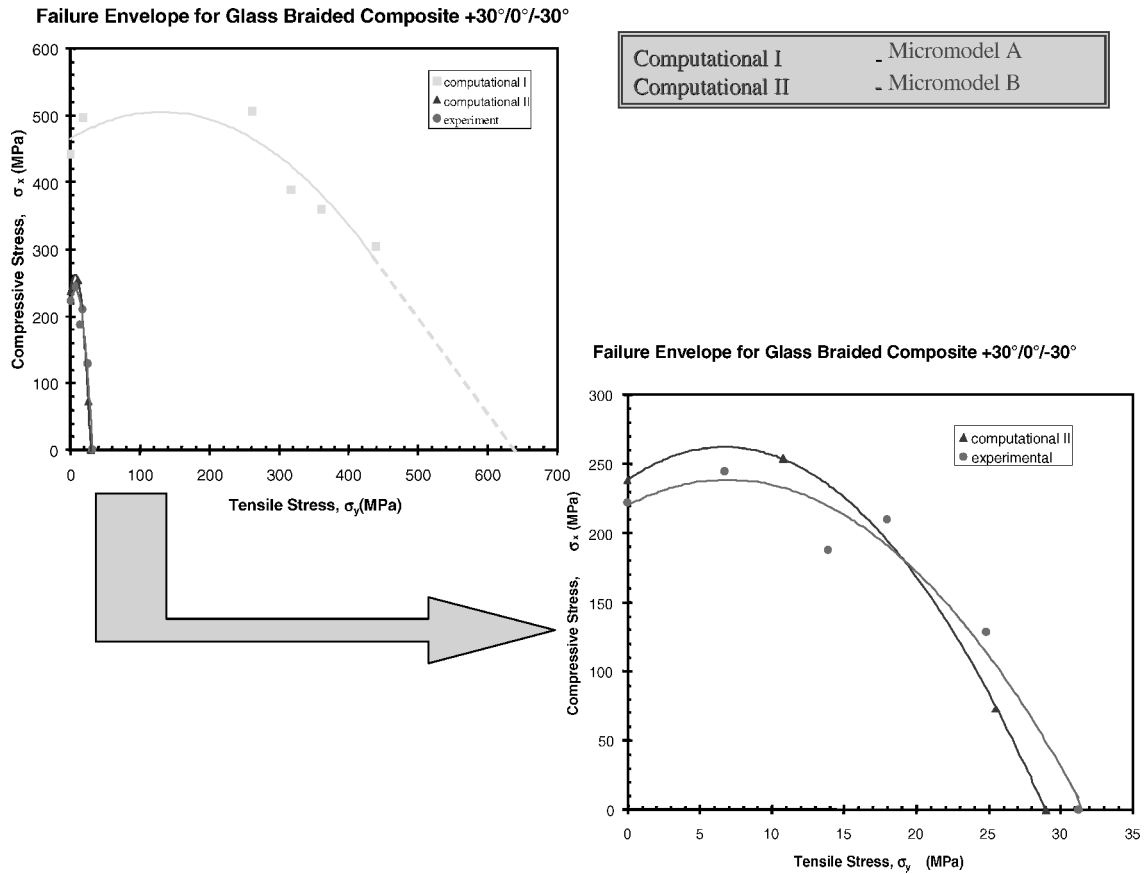 Failure Envelope for Glass Braided Composite +30°/0°/-30°
600
500
400
300
200
100
0
Compressive Stress, σx (MPa)
computational I
computational II
experiment
0 100 200 300 400 500 600 700
Tensile Stress, σy(MPa)
Computational I - Micromodel A
Computational II - Micromodel B
Failure Envelope for Glass Braided Composite +30°/0°/-30°
300
250
200
150
100
50
0
Compressive Stress, σx (MPa)
computational II
experimental
0 5 10 15 20 25 30 35
Tensile Stress, σy (MPa)